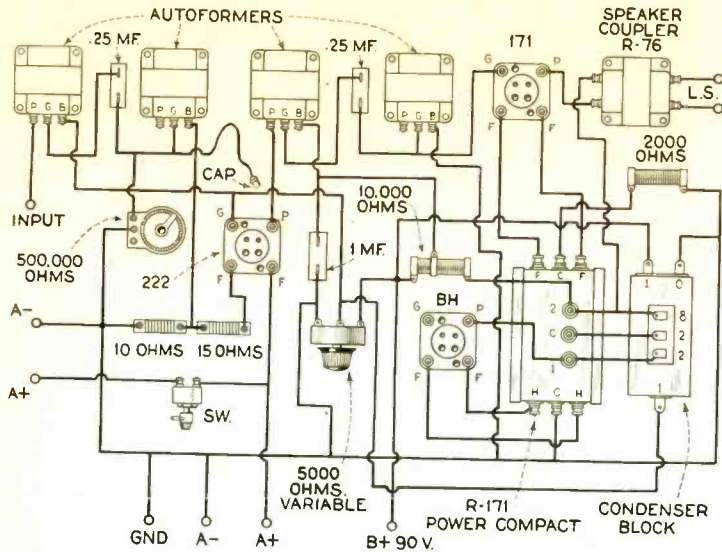 AUTOFORMERS
.25 MF.
.25 MF.
171
SPEAKER
COUPLER
R-76
L.S.
G
P
F
F
P G B
P G B
P G B
P G B
2000
OHMS
CAP.
10.000
OHMS
INPUT
500.000
OHMS
G
P
222
F
F
1 MF.
F C F
1
0
BH
G
P
F
F
2
C
1
8
2
2
A-
10 OHMS
15 OHMS
A+
SW.
H C H
1
5000
OHMS.
VARIABLE
R-171
POWER COMPACT
CONDENSER
BLOCK
GND
A-
A+
B+ 90 V.